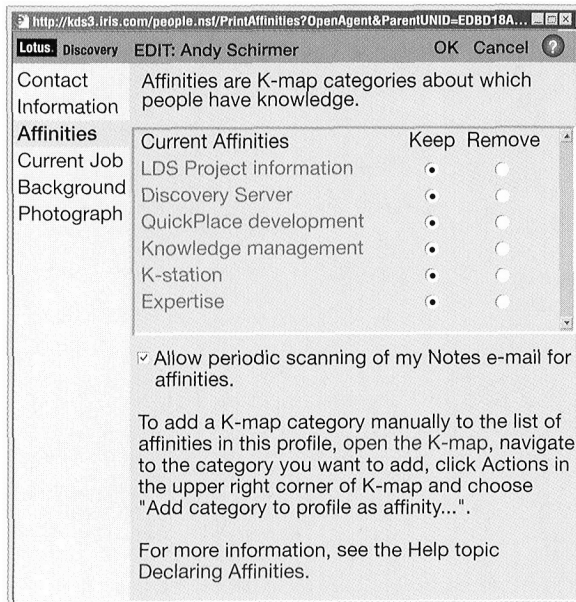 http://kds3.iris.com/people.nsf/PrintAffinities?OpenAgent&ParentUNID=EDBD18A...
Lotus. Discovery EDIT: Andy Schirmer OK Cancel ?
Contact
Information
Affinities
Current Job
Background
Photograph
Affinities are K-map categories about which
people have knowledge.
Current Affinities Keep Remove
LDS Project information
Discovery Server
QuickPlace development
Knowledge management
K-station
Expertise
Allow periodic scanning of my Notes e-mail for
affinities.
To add a K-map category manually to the list of
affinities in this profile, open the K-map, navigate
to the category you want to add, click Actions in
the upper right corner of K-map and choose
"Add category to profile as affinity...".
For more information, see the Help topic
Declaring Affinities.